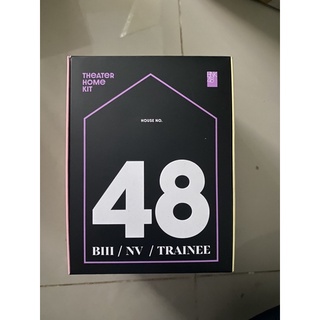 THEATER
HOME
KIT
HOUSE NO.
48
BIII / NV / TRAINEE